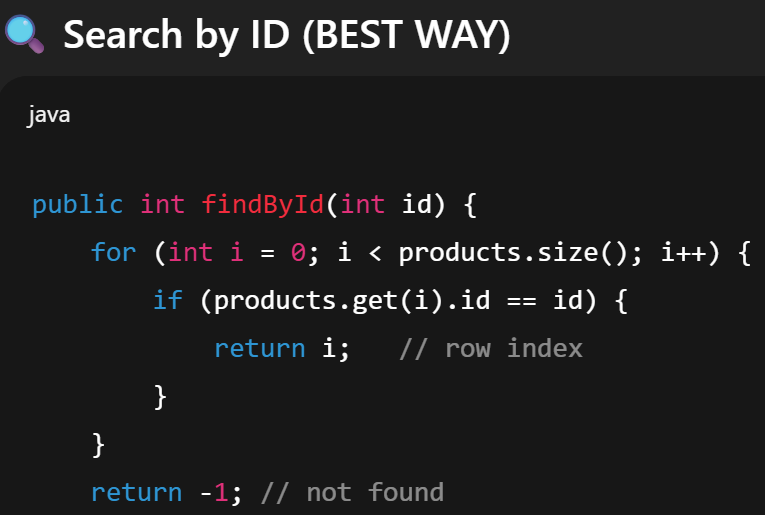 🔍 Search by ID (BEST WAY)
java
public int findById(int id) {
    for (int i = 0; i < products.size(); i++) {
        if (products.get(i).id == id) {
            return i;   // row index
        }
    }
    return -1; // not found